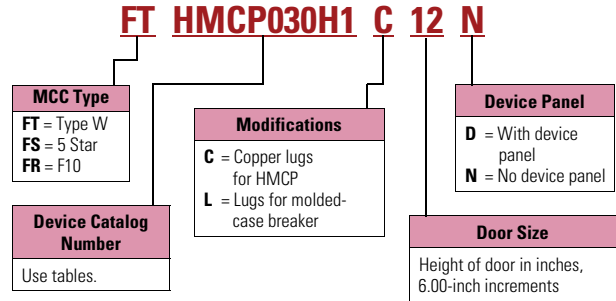 FT HMCP030H1 C 12 N
MCC Type
FT = Type W
FS = 5 Star
FR = F10
Device Catalog
Number
Use tables.
Modifications
C = Copper lugs
for HMCP
L = Lugs for molded-
case breaker
Device Panel
D = With device
panel
N = No device panel
Door Size
Height of door in inches,
6.00-inch increments